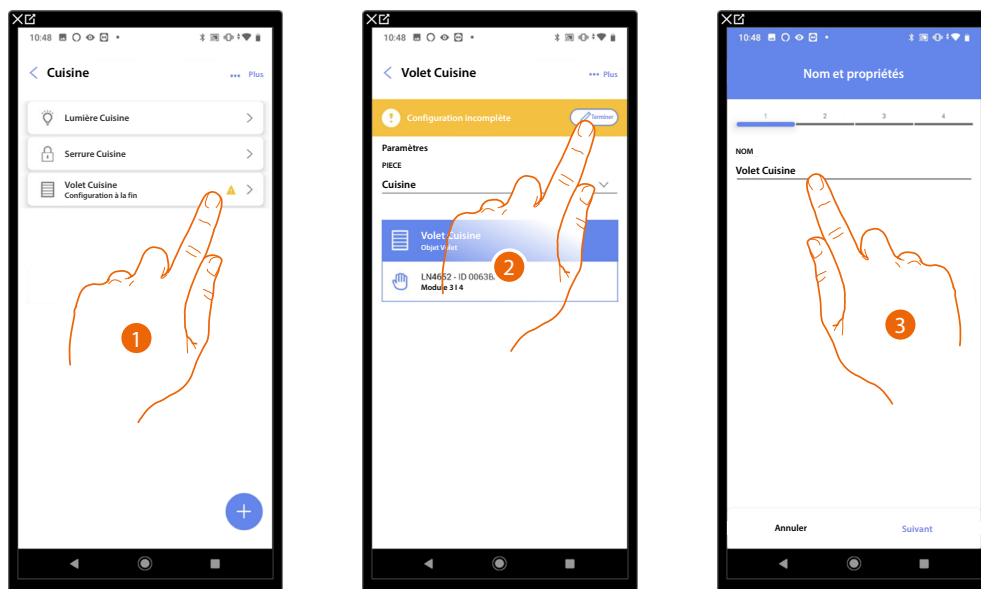 10:48
Cuisine
••• Plus
Lumière Cuisine
Serrure Cuisine
Volet Cuisine
Configuration à la fin
1
10:48
Volet Cuisine
••• Plus
Configuration incomplète
Terminer
Paramètres
PIECE
Cuisine
Volet Cuisine
Objet Volet
2
LN4652 - ID 0063B
Module 3I4
10:48
Nom et propriétés
1 2 3 4
NOM
Volet Cuisine
3
Annuler Suivant